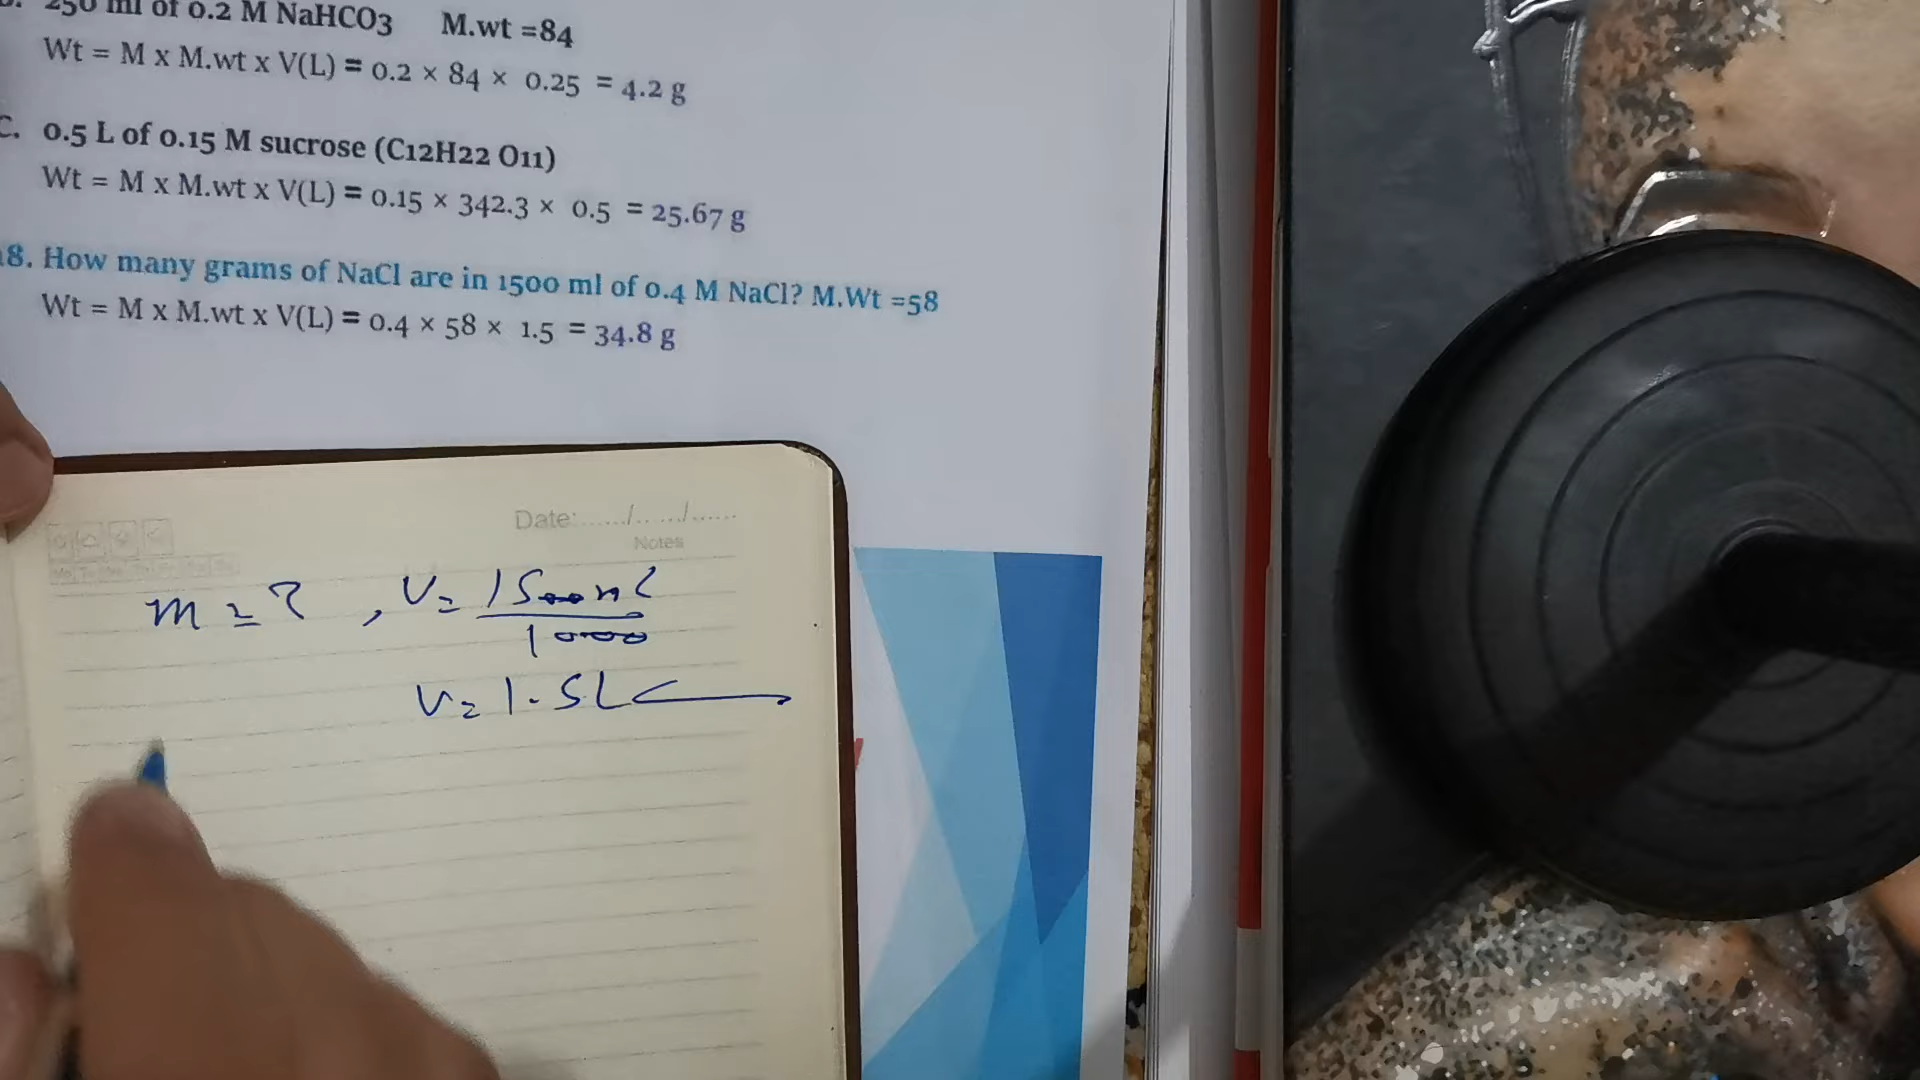 250 ml of 0.2 M NaHCO3 M.wt =84
Wt = M x M.wt x V(L) = 0.2 × 84 × 0.25 = 4.2 g
C. 0.5 L of 0.15 M sucrose (C12H22 O11)
Wt = M x M.wt x V(L) = 0.15 × 342.3 × 0.5 = 25.67 g
8. How many grams of NaCl are in 1500 ml of 0.4 M NaCl? M.Wt =58
Wt = M x M.wt x V(L) = 0.4 × 58 × 1.5 = 34.8 g
Date:....../...../......
Notes
m = ? , V = 1500 mL
1000
V = 1.5L